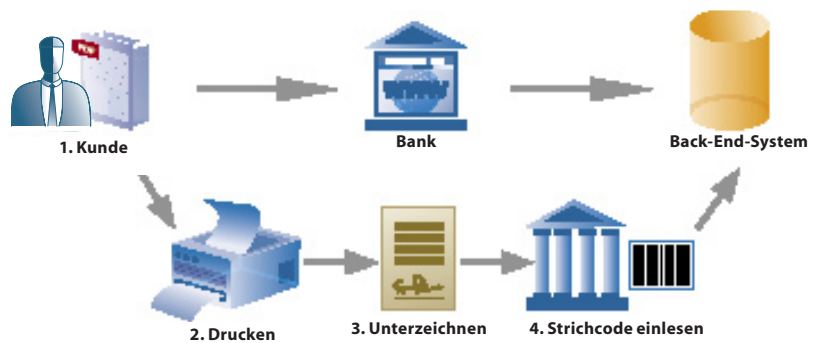 1. Kunde
Bank
Back-End-System
2. Drucken
3. Unterzeichnen
4. Strichcode einlesen